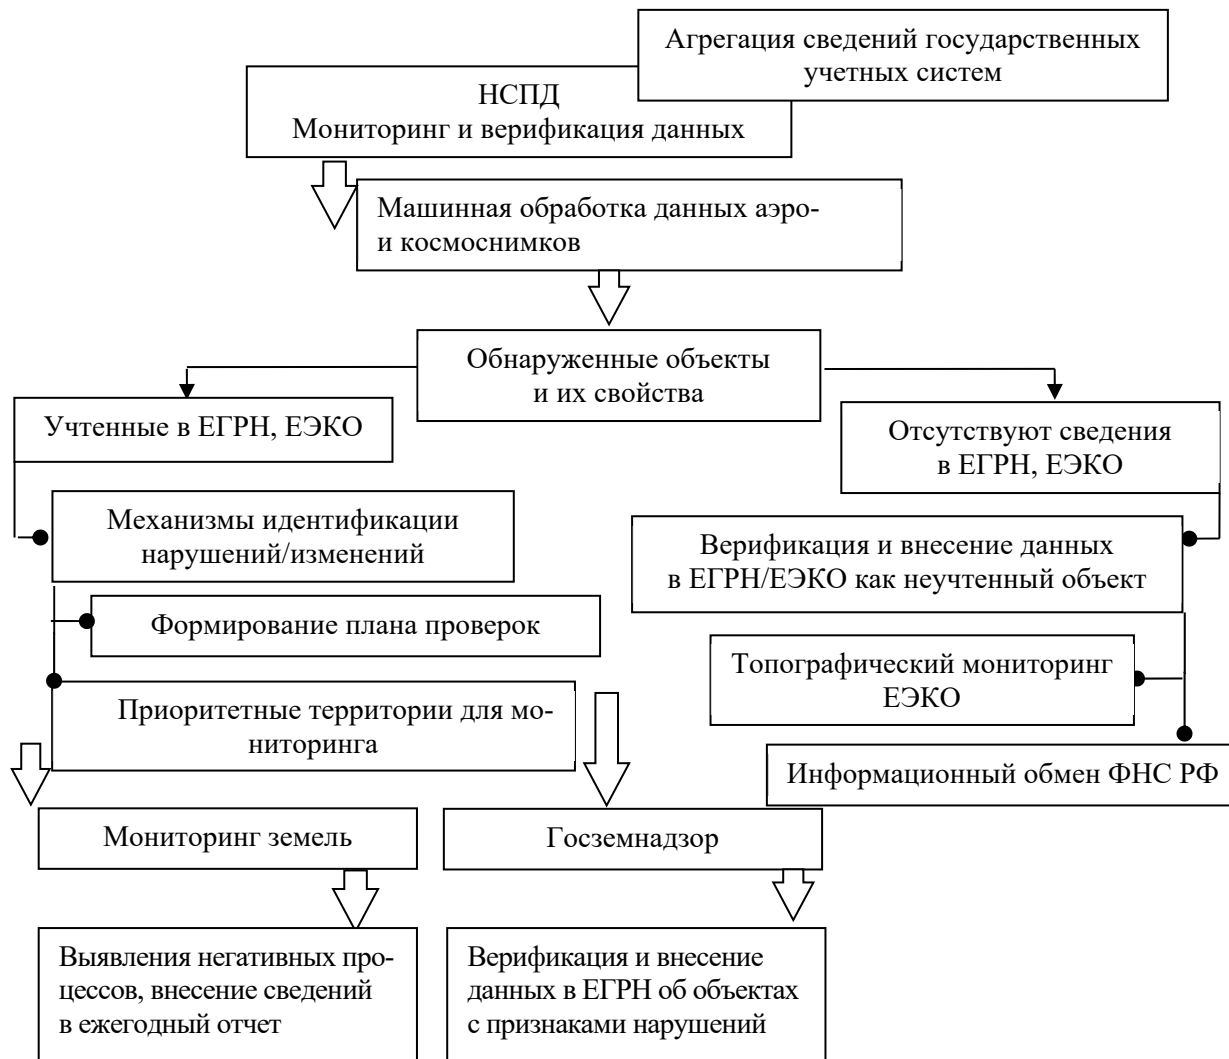 Агрегация сведений государственных
учетных систем
НСПД
Мониторинг и верификация данных
Машинная обработка данных аэро-
и космоснимков
Обнаруженные объекты
и их свойства
Учтенные в ЕГРН, ЕЭКО
Отсутствуют сведения
в ЕГРН, ЕЭКО
Механизмы идентификации
нарушений/изменений
Верификация и внесение данных
в ЕГРН/ЕЭКО как неучтенный объект
Формирование плана проверок
Топографический мониторинг
ЕЭКО
Приоритетные территории для мо-
ниторинга
Информационный обмен ФНС РФ
Мониторинг земель
Госземнадзор
Выявления негативных про-
цессов, внесение сведений
в ежегодный отчет
Верификация и внесение
данных в ЕГРН об объектах
с признаками нарушений